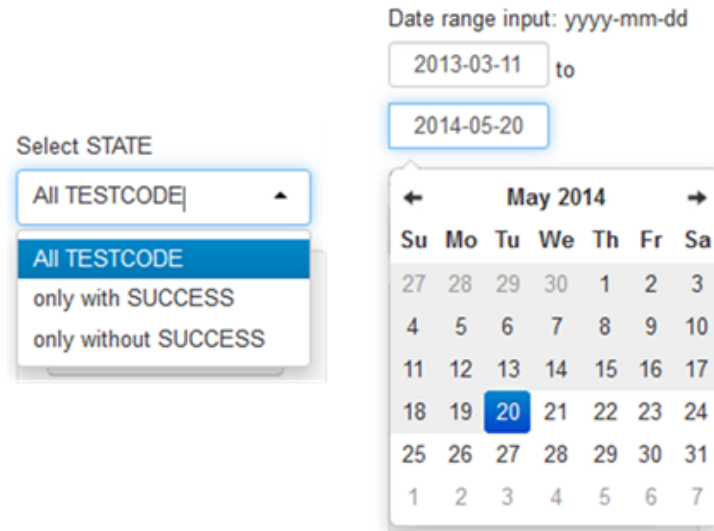 Select STATE
All TESTCODE
All TESTCODE
only with SUCCESS
only without SUCCESS
Date range input: yyyy-mm-dd
2013-03-11 to
2014-05-20
May 2014
Su Mo Tu We Th Fr Sa
27 28 29 30 1 2 3
4 5 6 7 8 9 10
11 12 13 14 15 16 17
18 19 20 21 22 23 24
25 26 27 28 29 30 31
1 2 3 4 5 6 7